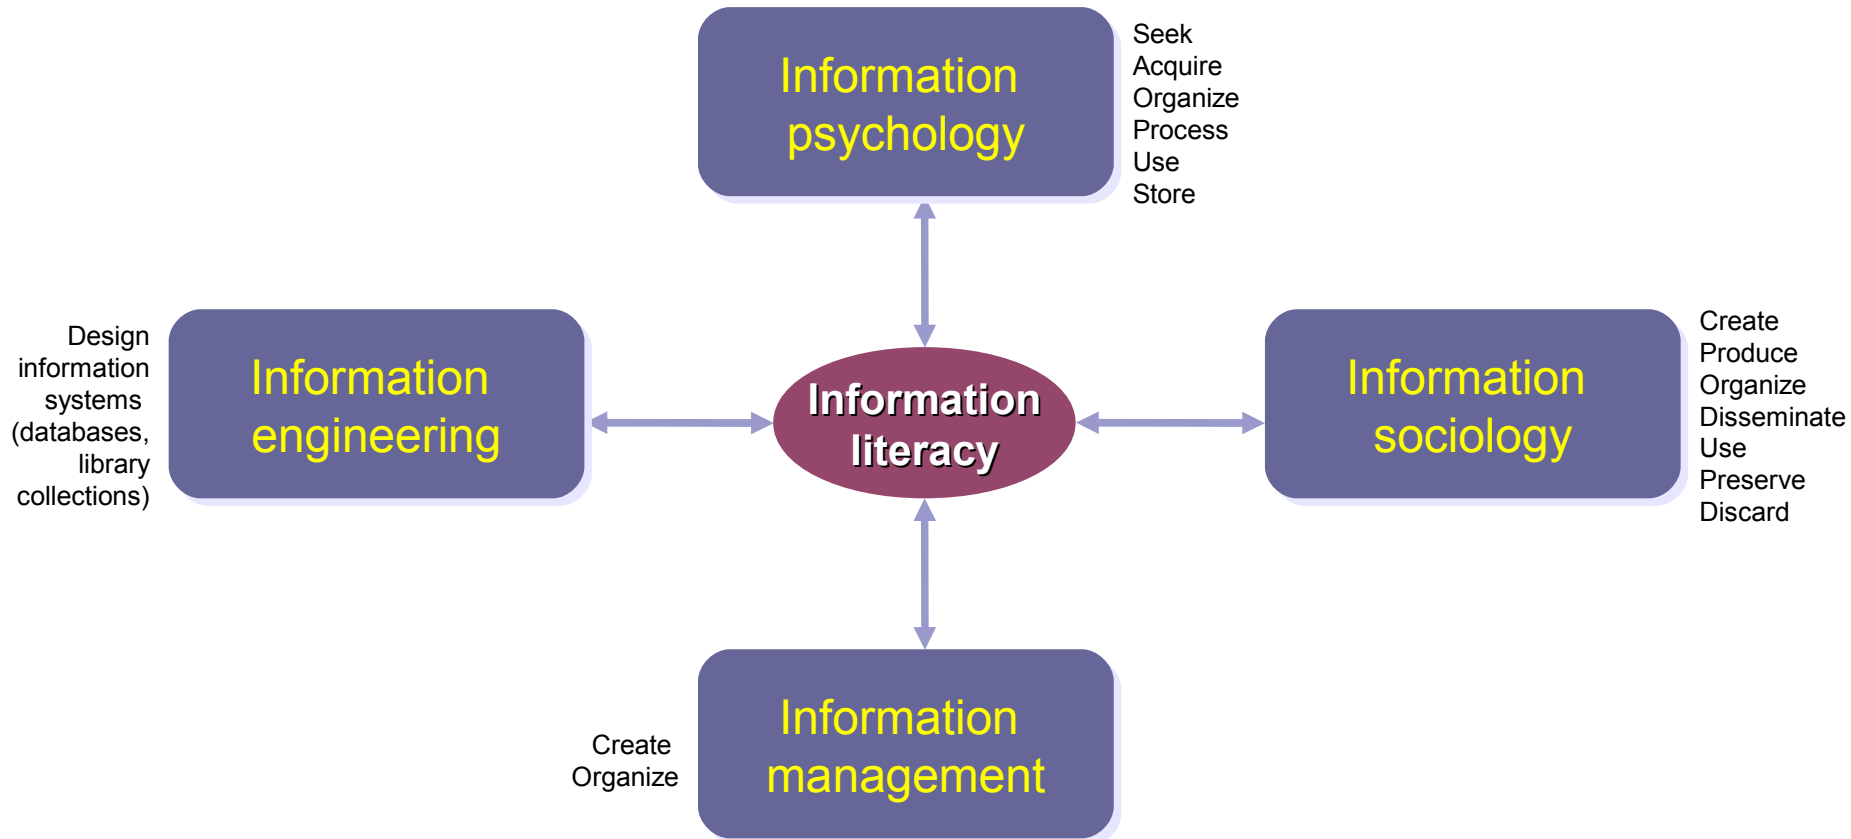 Information
psychology
Seek
Acquire
Organize
Process
Use
Store
Design
information
systems
(databases,
library
collections)
Information
engineering
Information
literacy
Information
sociology
Create
Produce
Organize
Disseminate
Use
Preserve
Discard
Create
Organize
Information
management